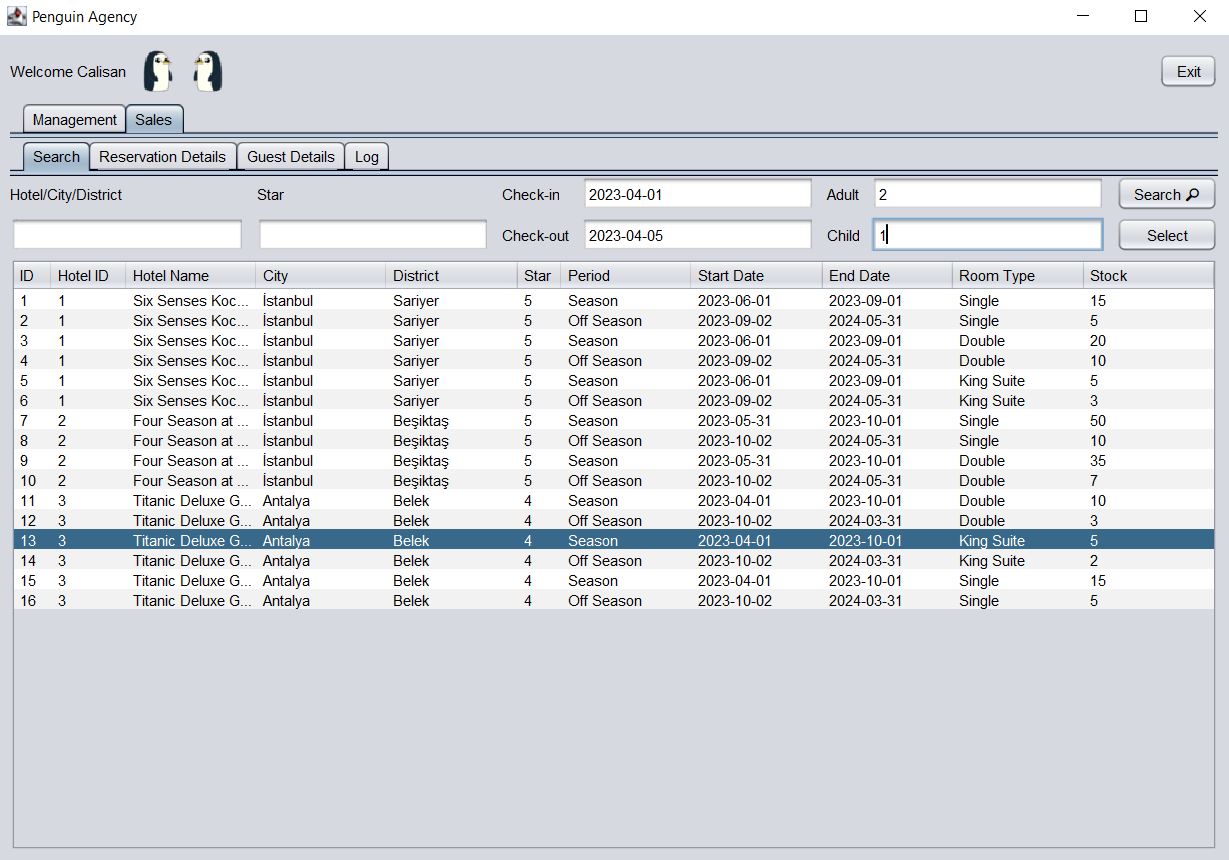 Penguin Agency
Welcome Calisan Exit
Management Sales
Search Reservation Details Guest Details Log
Hotel/City/District Star Check-in 2023-04-01 Adult 2 Search
Check-out 2023-04-05 Child 1 Select
ID Hotel ID Hotel Name City District Star Period Start Date End Date Room Type Stock
1 1 Six Senses Koc... İstanbul Sariyer 5 Season 2023-06-01 2023-09-01 Single 15
2 1 Six Senses Koc... İstanbul Sariyer 5 Off Season 2023-09-02 2024-05-31 Single 5
3 1 Six Senses Koc... İstanbul Sariyer 5 Season 2023-06-01 2023-09-01 Double 20
4 1 Six Senses Koc... İstanbul Sariyer 5 Off Season 2023-09-02 2024-05-31 Double 10
5 1 Six Senses Koc... İstanbul Sariyer 5 Season 2023-06-01 2023-09-01 King Suite 5
6 1 Six Senses Koc... İstanbul Sariyer 5 Off Season 2023-09-02 2024-05-31 King Suite 3
7 2 Four Season at ... İstanbul Beşiktaş 5 Season 2023-05-31 2023-10-01 Single 50
8 2 Four Season at ... İstanbul Beşiktaş 5 Off Season 2023-10-02 2024-05-31 Single 10
9 2 Four Season at ... İstanbul Beşiktaş 5 Season 2023-05-31 2023-10-01 Double 35
10 2 Four Season at ... İstanbul Beşiktaş 5 Off Season 2023-10-02 2024-05-31 Double 7
11 3 Titanic Deluxe G... Antalya Belek 4 Season 2023-04-01 2023-10-01 Double 10
12 3 Titanic Deluxe G... Antalya Belek 4 Off Season 2023-10-02 2024-03-31 Double 3
13 3 Titanic Deluxe G... Antalya Belek 4 Season 2023-04-01 2023-10-01 King Suite 5
14 3 Titanic Deluxe G... Antalya Belek 4 Off Season 2023-10-02 2024-03-31 King Suite 2
15 3 Titanic Deluxe G... Antalya Belek 4 Season 2023-04-01 2023-10-01 Single 15
16 3 Titanic Deluxe G... Antalya Belek 4 Off Season 2023-10-02 2024-03-31 Single 5